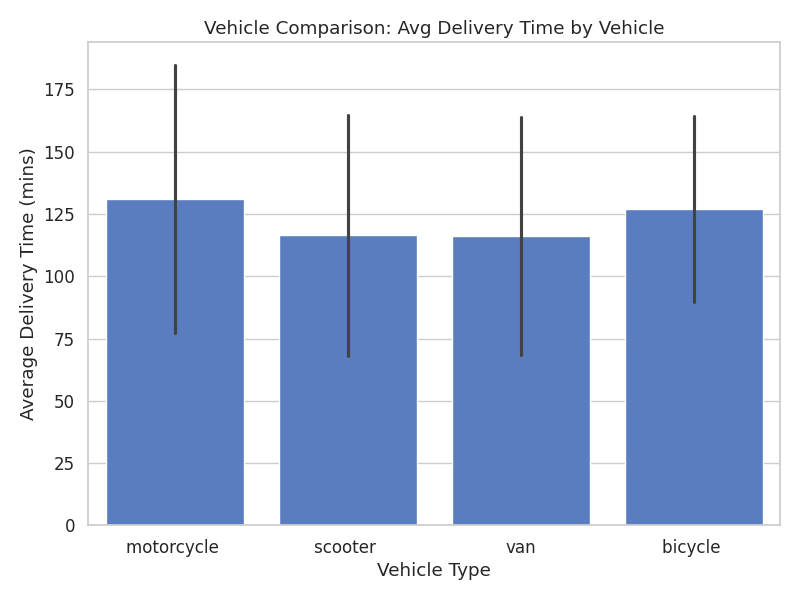 Vehicle Comparison: Avg Delivery Time by Vehicle
Average Delivery Time (mins)
175
150
125
100
75
50
25
0
motorcycle scooter van bicycle
Vehicle Type